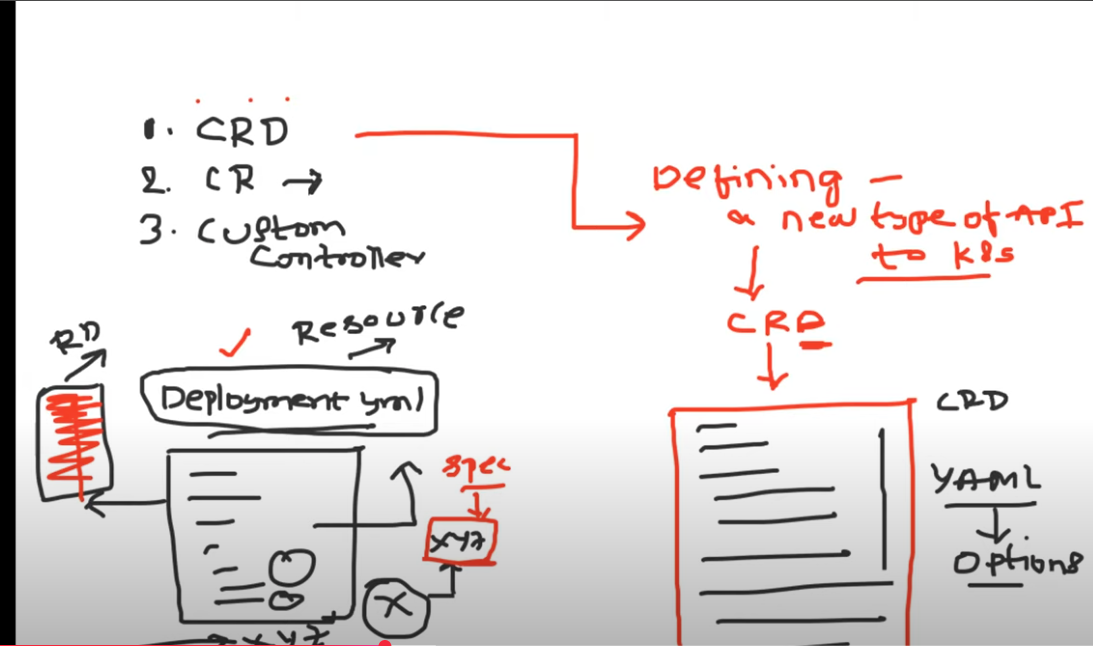 1. CRD
2. CR →
3. Custom
Controller
Defining —
a new type of API
to k8s
CRD
RD
Resource
Deployment yml
spec
xyz
X
xyz
CRD
YAML
Options